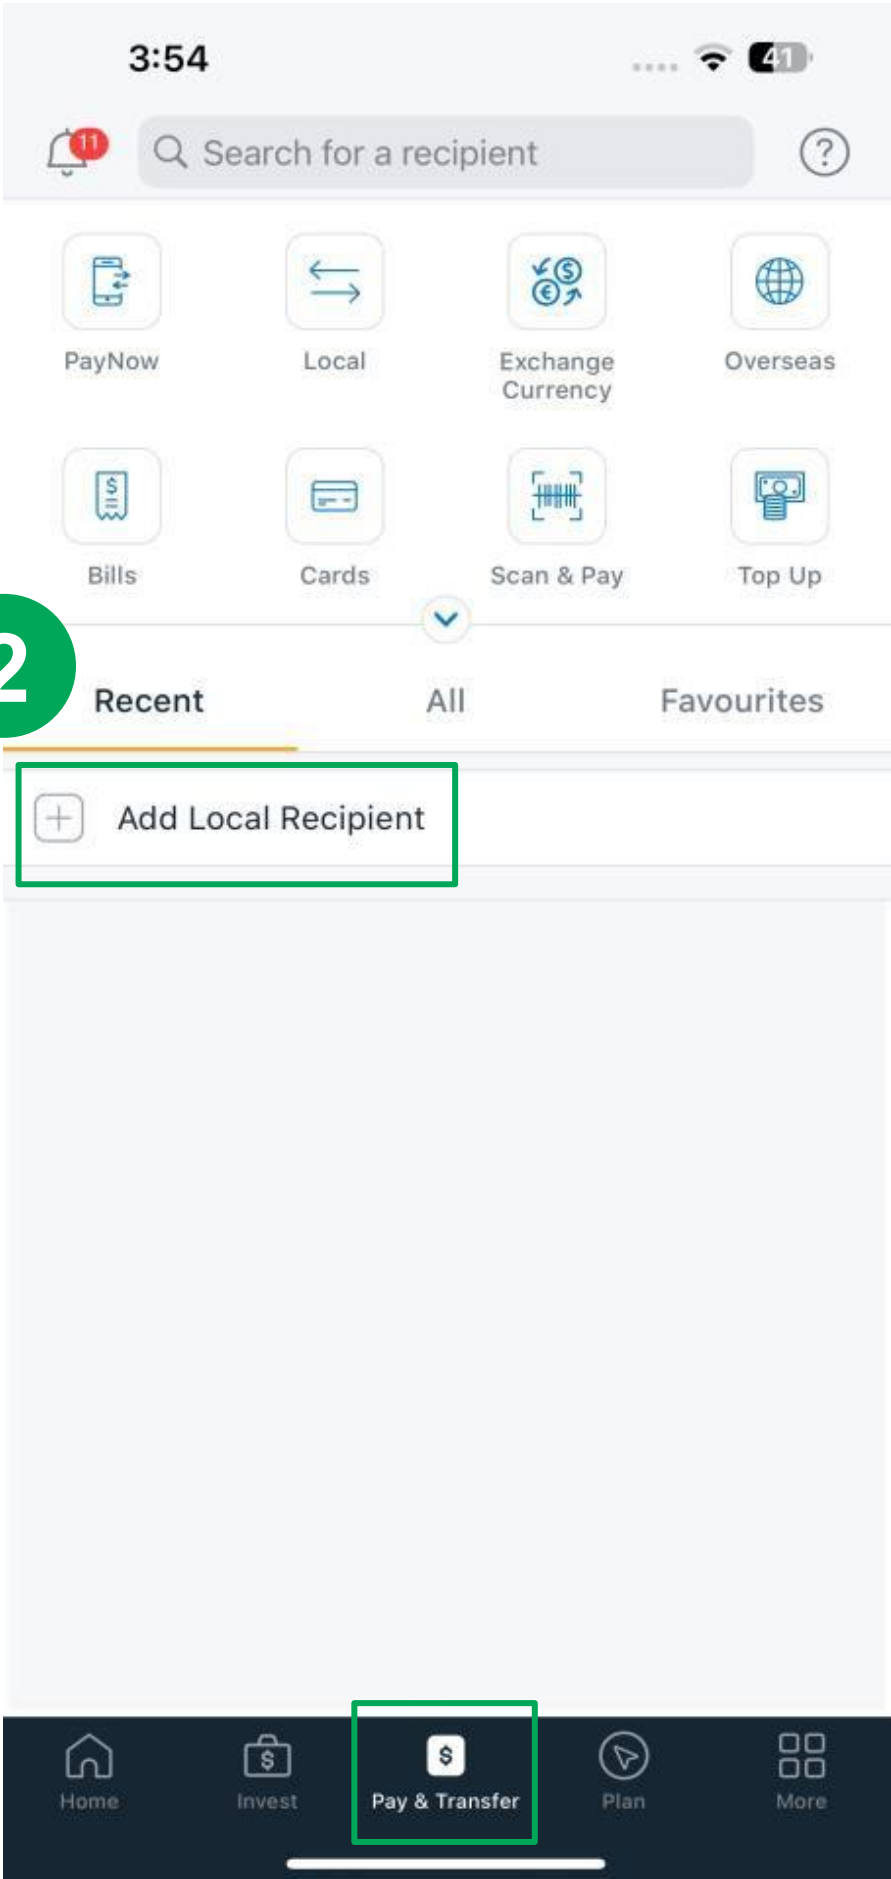 3:54
41
11
Search for a recipient
?
PayNow
Local
Exchange
Currency
Overseas
Bills
Cards
Scan & Pay
Top Up
2
Recent
All
Favourites
Add Local Recipient
Home
Invest
Pay & Transfer
Plan
More